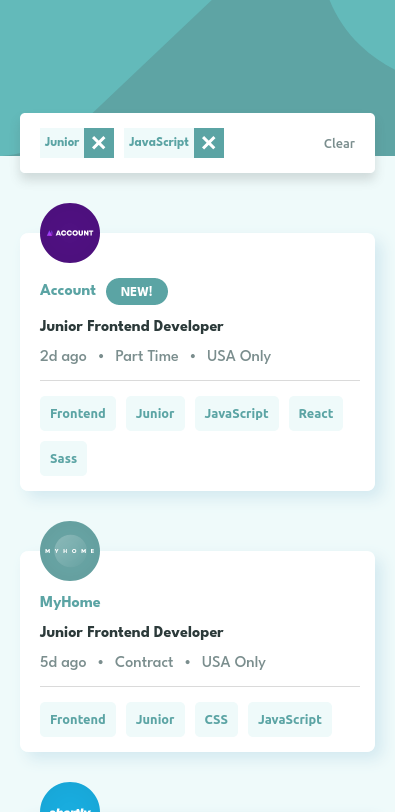 Junior JavaScript Clear
ACCOUNT
Account NEW!
Junior Frontend Developer
2d ago • Part Time • USA Only
Frontend Junior JavaScript React
Sass
MYHOME
MyHome
Junior Frontend Developer
5d ago • Contract • USA Only
Frontend Junior CSS JavaScript